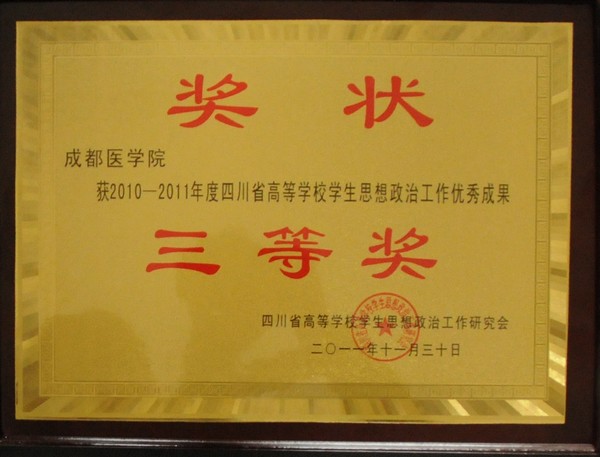 奖状
成都医学院
获2010—2011年度四川省高等学校学生思想政治工作优秀成果
三等奖
四川省高等学校学生思想政治工作研究会
二〇一一年十一月三十日